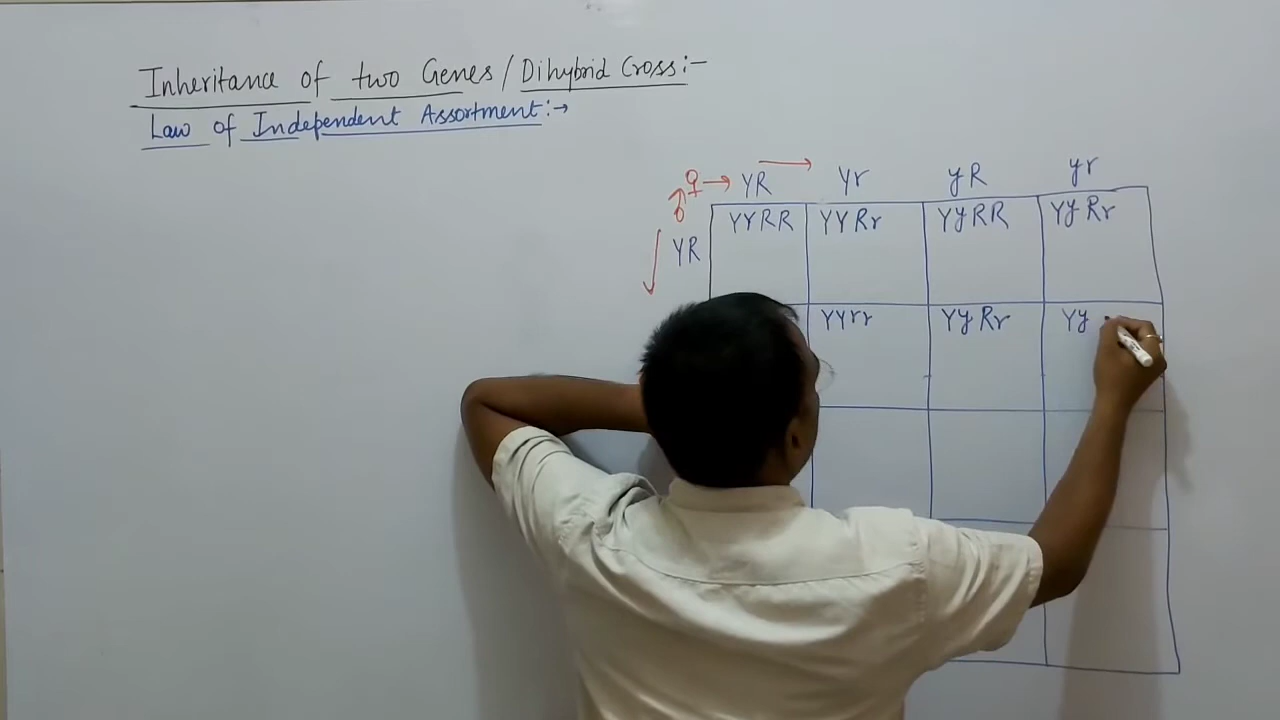 Inheritance of two Genes / Dihybrid Cross:-
Law of Independent Assortment:→
♂ ♀ → YR → Yr yR yr
YR ↓ YYRR YYRr YyRR YyRr
YYrr YyRr Yy